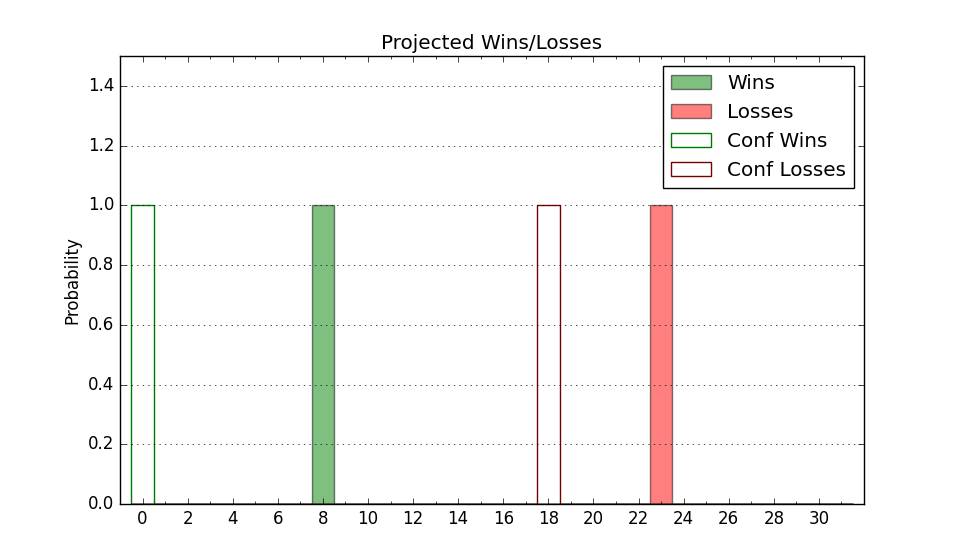 Projected Wins/Losses
Wins
Losses
Conf Wins
Conf Losses
Probability
1.4
1.2
1.0
0.8
0.6
0.4
0.2
0.0
0 2 4 6 8 10 12 14 16 18 20 22 24 26 28 30